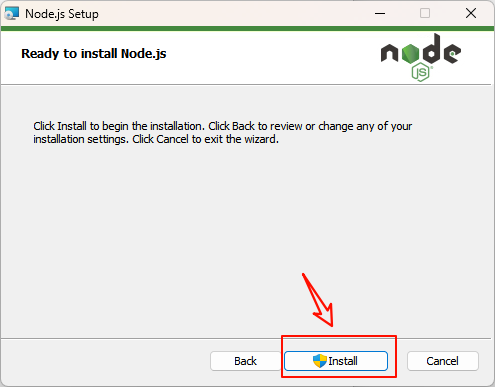 Node.js Setup
Ready to install Node.js
node
JS
Click Install to begin the installation. Click Back to review or change any of your
installation settings. Click Cancel to exit the wizard.
Back
Install
Cancel